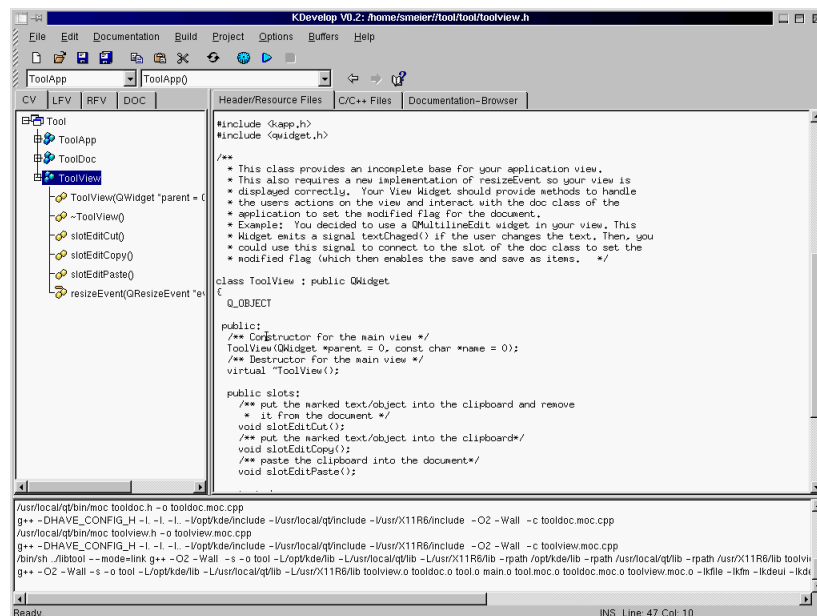 KDevelop V0.2: /home/smeier//tool/tool/toolview.h
File Edit Documentation Build Project Options Buffers Help
ToolApp ToolApp()
CV LFV RFV DOC
Header/Resource Files C/C++ Files Documentation-Browser
Tool
ToolApp
ToolDoc
ToolView
ToolView(QWidget *parent = 0
~ToolView()
slotEditCut()
slotEditCopy()
slotEditPaste()
resizeEvent(QResizeEvent *ev
#include <kapp.h>
#include <qwidget.h>
/**
* This class provides an incomplete base for your application view.
* This also requires a new implementation of resizeEvent so your view is
* displayed correctly. Your View Widget should provide methods to handle
* the users actions on the view and interact with the doc class of the
* application to set the modified flag for the document.
* Example: You decided to use a QMultilineEdit widget in your view. This
* Widget emits a signal textChaged() if the user changes the text. Then, you
* could use this signal to connect to the slot of the doc class to set the
* modified flag (which then enables the save and save as items. */
class ToolView : public QWidget
{
Q_OBJECT
public:
/** Constructor for the main view */
ToolView(QWidget *parent = 0, const char *name = 0);
/** Destructor for the main view */
virtual ~ToolView();
public slots:
/** put the marked text/object into the clipboard and remove
* it from the document */
void slotEditCut();
/** put the marked text/object into the clipboard*/
void slotEditCopy();
/** paste the clipboard into the document*/
void slotEditPaste();
/usr/local/qt/bin/moc tooldoc.h -o tooldoc.moc.cpp
g++ -DHAVE_CONFIG_H -I. -I. -I.. -I/opt/kde/include -I/usr/local/qt/include -I/usr/X11R6/include -O2 -Wall -c tooldoc.moc.cpp
/usr/local/qt/bin/moc toolview.h -o toolview.moc.cpp
g++ -DHAVE_CONFIG_H -I. -I. -I.. -I/opt/kde/include -I/usr/local/qt/include -I/usr/X11R6/include -O2 -Wall -c toolview.moc.cpp
/bin/sh ../libtool --mode=link g++ -O2 -Wall -s -o tool -L/opt/kde/lib -L/usr/local/qt/lib -L/usr/X11R6/lib -rpath /opt/kde/lib -rpath /usr/local/qt/lib -rpath /usr/X11R6/lib toolvie
g++ -O2 -Wall -s -o tool -L/opt/kde/lib -L/usr/local/qt/lib -L/usr/X11R6/lib toolview.o tooldoc.o tool.o main.o tool.moc.o tooldoc.moc.o toolview.moc.o -lkfile -lkfm -lkdeui -lkde
Ready. INS Line: 47 Col: 10